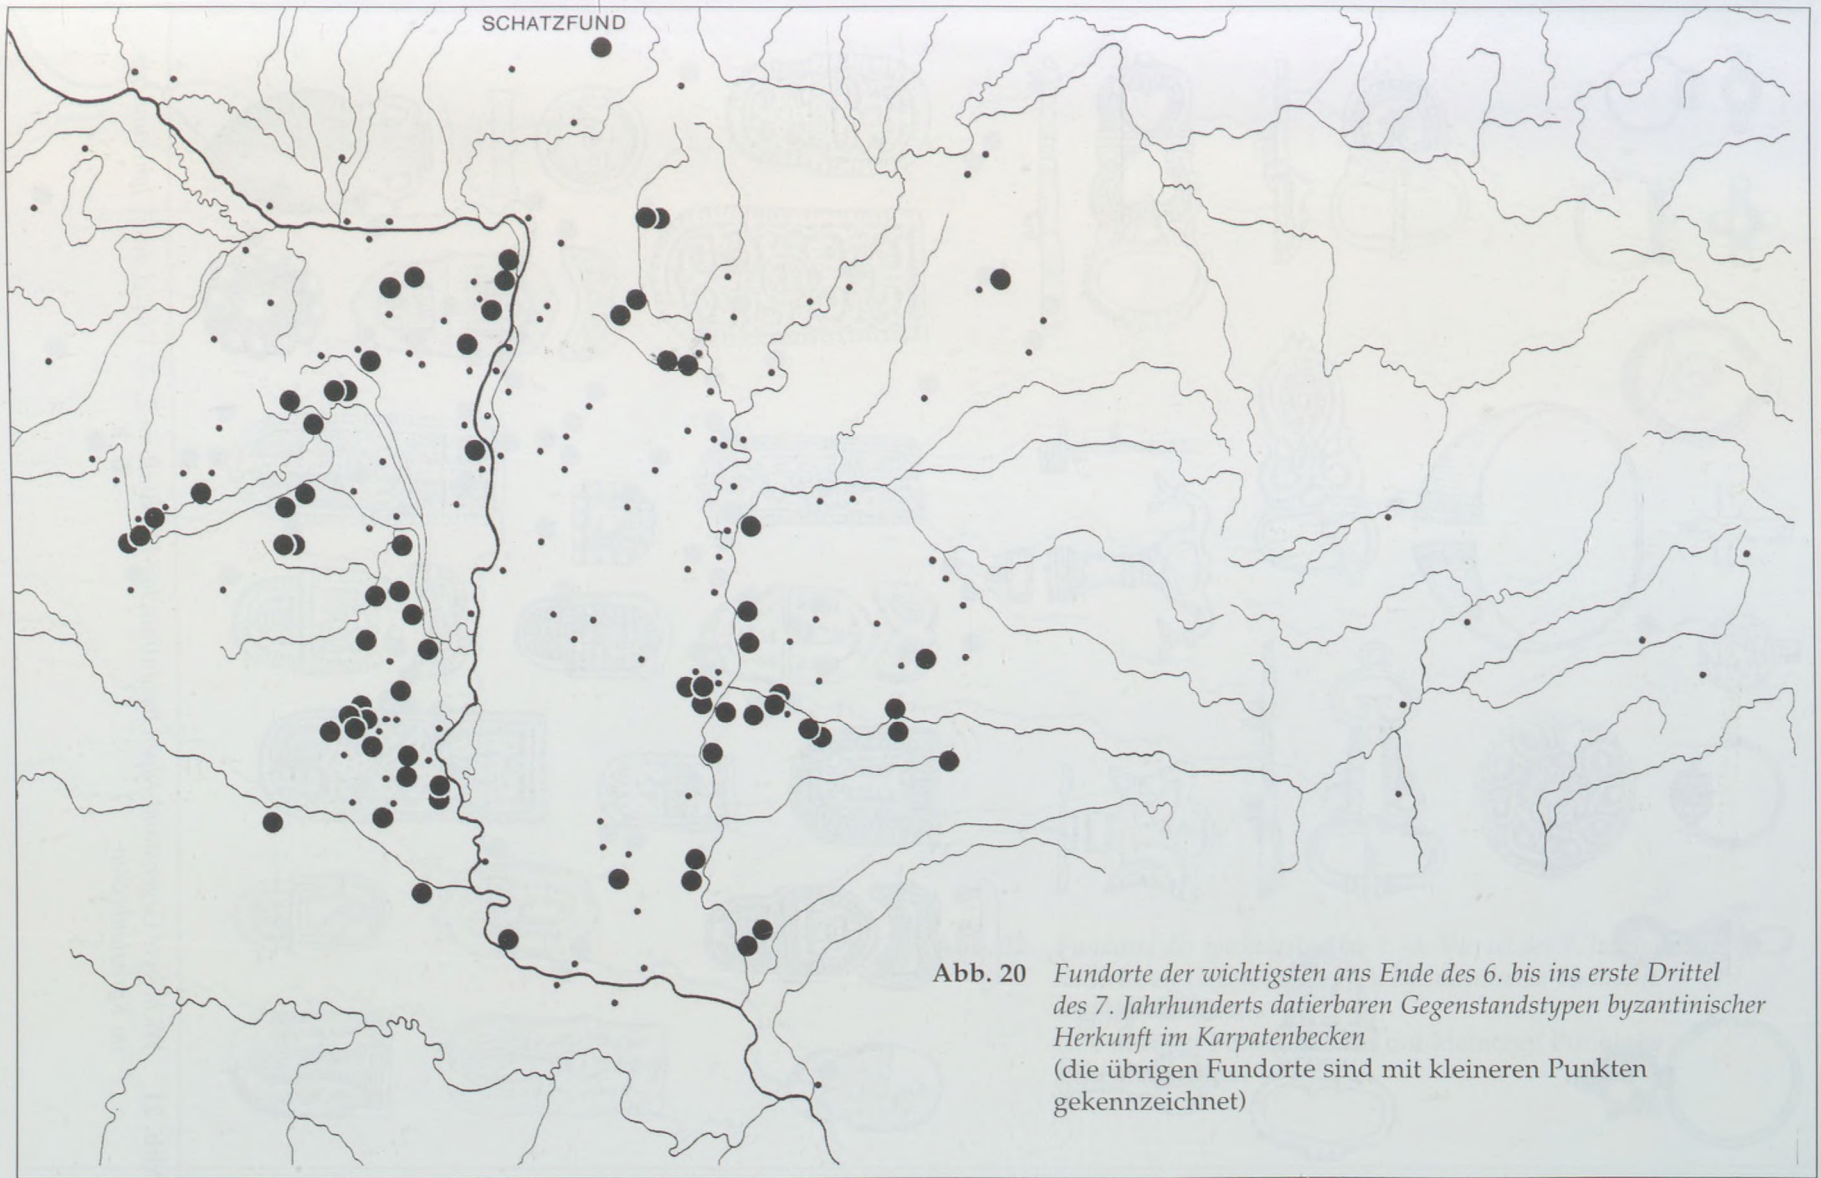 SCHATZFUND
Abb. 20 Fundorte der wichtigsten ans Ende des 6. bis ins erste Drittel
des 7. Jahrhunderts datierbaren Gegenstandstypen byzantinischer
Herkunft im Karpatenbecken
(die übrigen Fundorte sind mit kleineren Punkten
gekennzeichnet)